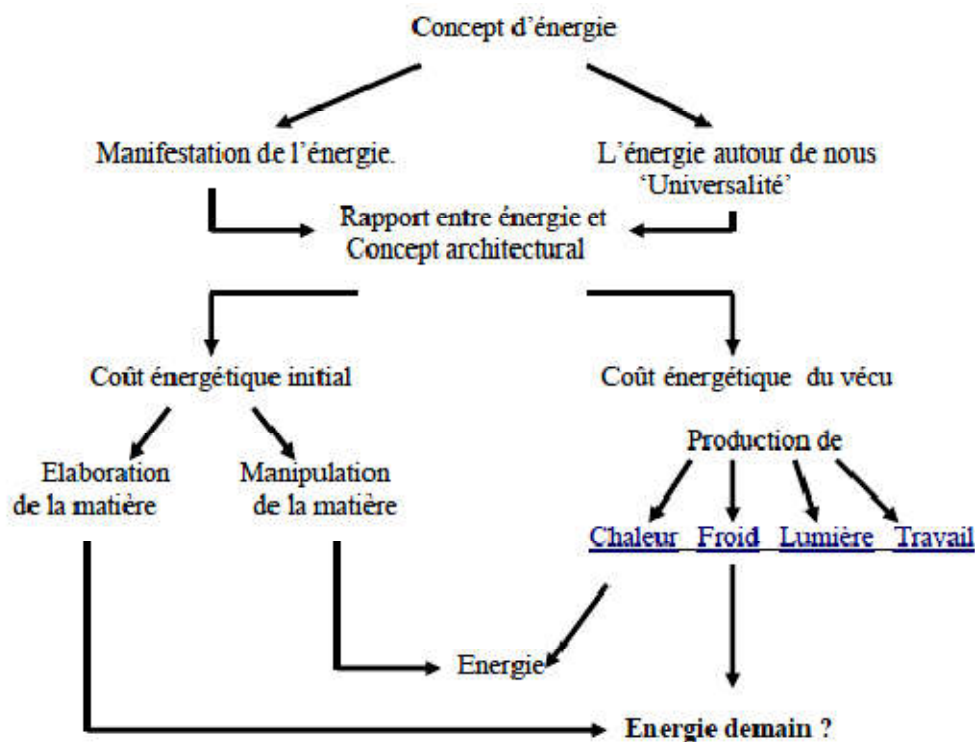 Concept d’énergie
Manifestation de l’énergie.
L’énergie autour de nous
‘Universalité’
Rapport entre énergie et
Concept architectural
Coût énergétique initial
Coût énergétique du vécu
Production de
Elaboration
de la matière
Manipulation
de la matière
Chaleur Froid Lumière Travail
Energie
Energie demain ?